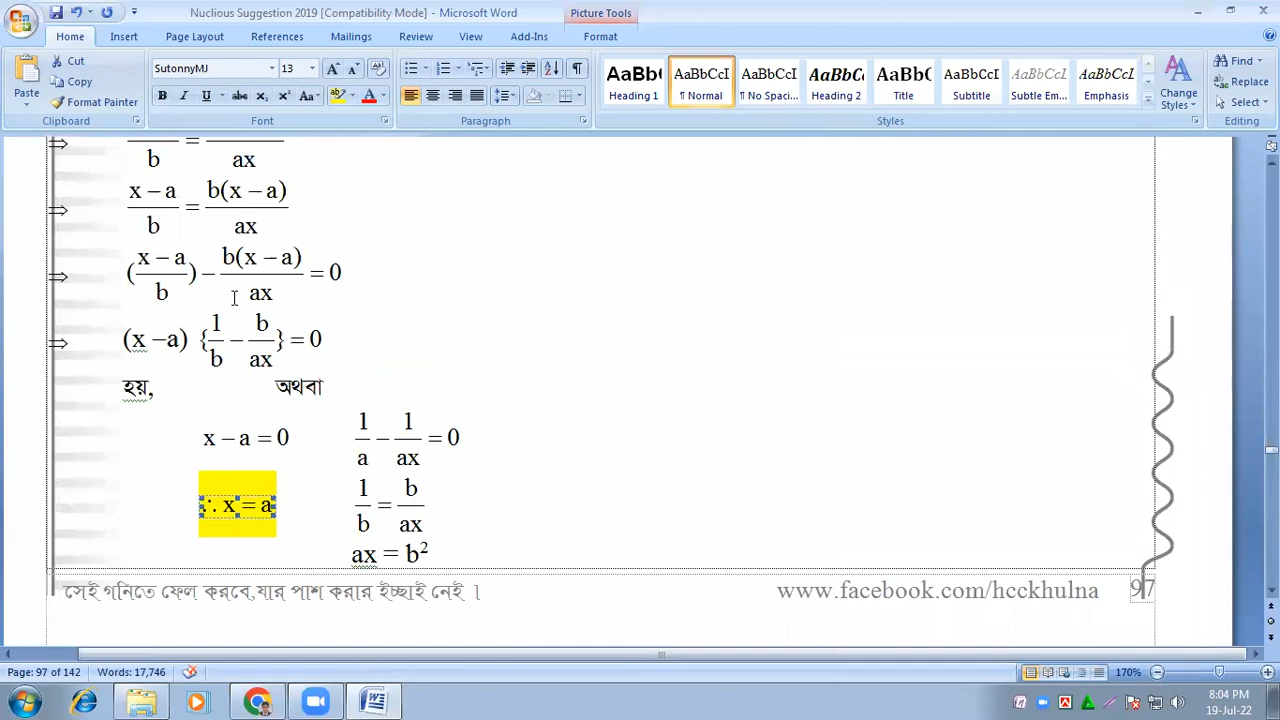 Nuclious Suggestion 2019 [Compatibility Mode] - Microsoft Word
Picture Tools
Home Insert Page Layout References Mailings Review View Add-Ins Format
Paste
Cut
Copy
Format Painter
Clipboard
SutonnyMJ 13
B I U abc x₂ x² Aa
Font
Paragraph
AaBb( AaBbCcI AaBbCcI AaBbCc AaBbC AaBbCcI AaBbCcI AaBbCcI
Heading 1 ¶ Normal ¶ No Spaci... Heading 2 Title Subtitle Subtle Em... Emphasis
Change Styles
Styles
Find
Replace
Select
Editing
⇒ b = ax
⇒ x – a / b = b(x – a) / ax
⇒ (x – a / b) – b(x – a) / ax = 0
⇒ (x –a) {1/b – b/ax} = 0
হয়, অথবা
x – a = 0 1/a – 1/ax = 0
∴ x = a 1/b = b/ax
ax = b²
সেই গনিতে ফেল করবে,যার পাশ করার ইচ্ছাই নেই ।
www.facebook.com/hcckhulna 97
Page: 97 of 142 Words: 17,746 170%
8:04 PM
19-Jul-22